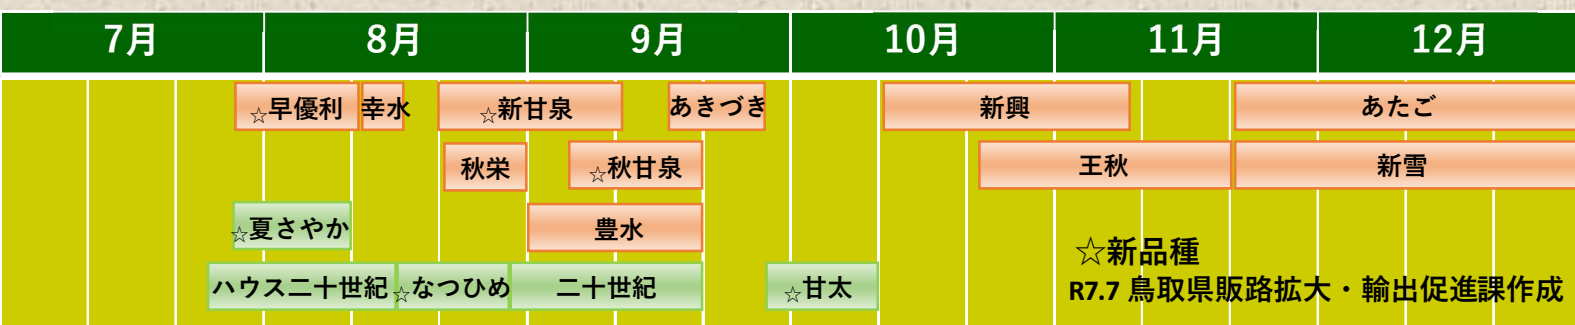 7月 8月 9月 10月 11月 12月
☆早優利 幸水 ☆新甘泉 あきづき 新興 あたご
秋栄 ☆秋甘泉 王秋 新雪
☆夏さやか 豊水
ハウス二十世紀 ☆なつひめ 二十世紀 ☆甘太
☆新品種
R7.7 鳥取県販路拡大・輸出促進課作成